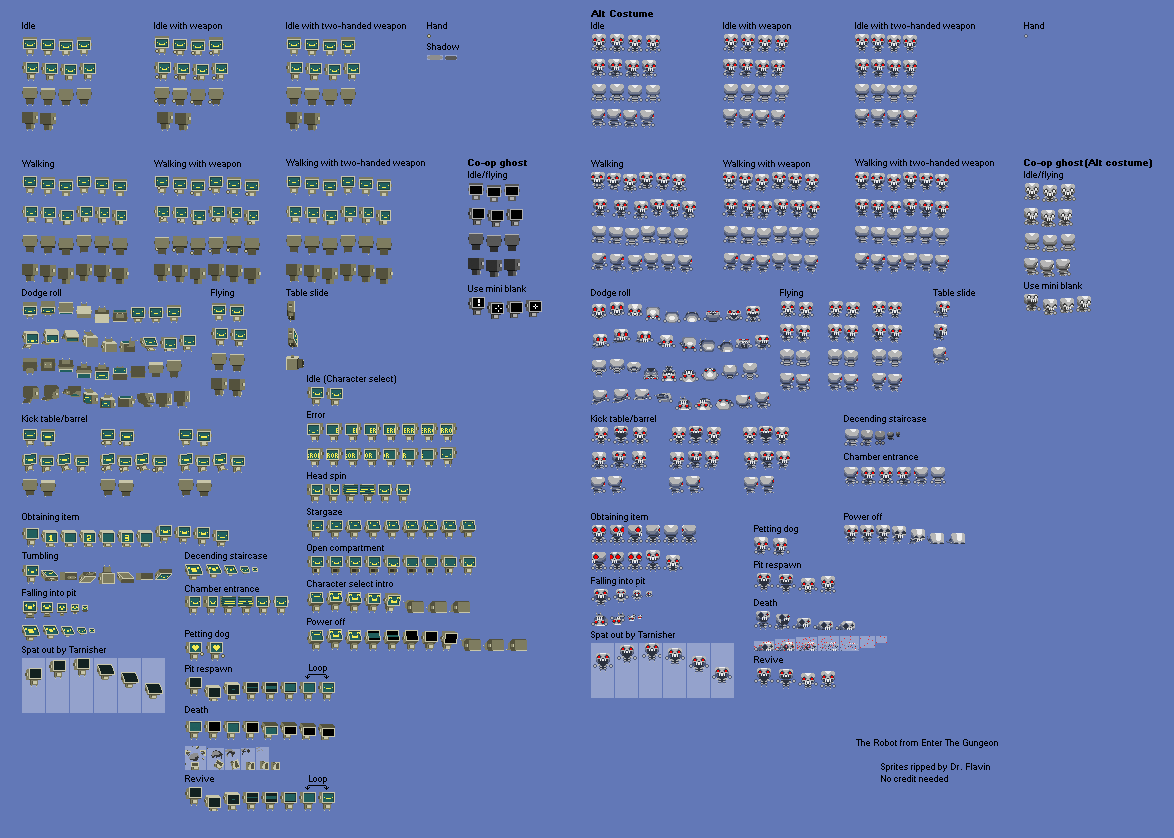 Alt Costume
Idle
Idle with weapon
Idle with two-handed weapon
Hand
Shadow
Idle
Idle with weapon
Idle with two-handed weapon
Hand
Walking
Walking with weapon
Walking with two-handed weapon
Co-op ghost
Idle/flying
Use mini blank
Walking
Walking with weapon
Walking with two-handed weapon
Co-op ghost(Alt costume)
Idle/flying
Use mini blank
Dodge roll
Flying
Table slide
Dodge roll
Flying
Table slide
Idle (Character select)
Error
Kick table/barrel
Kick table/barrel
Decending staircase
Chamber entrance
Head spin
Stargaze
Open compartment
Character select intro
Power off
Obtaining item
1
2
3
Tumbling
Falling into pit
Spat out by Tarnisher
Decending staircase
Chamber entrance
Petting dog
Pit respawn
Loop
Death
Revive
Loop
Obtaining item
Falling into pit
Spat out by Tarnisher
Petting dog
Pit respawn
Death
Revive
Power off
The Robot from Enter The Gungeon
Sprites ripped by Dr. Flavin
No credit needed